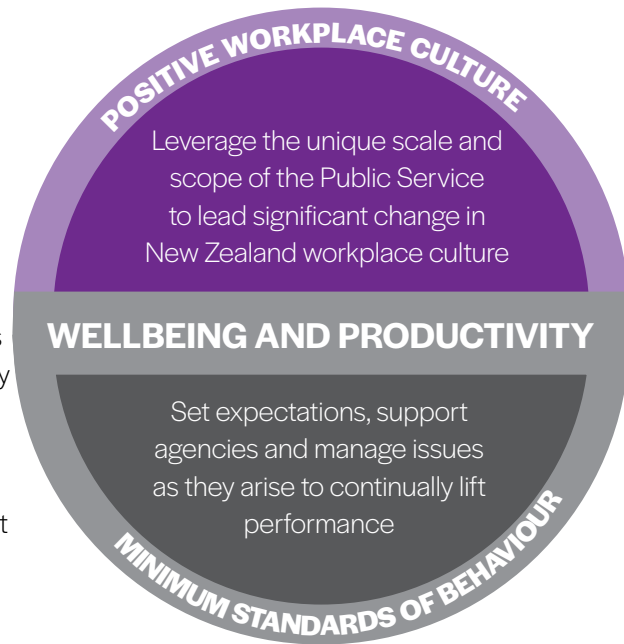 POSITIVE WORKPLACE CULTURE
Leverage the unique scale and
scope of the Public Service
to lead significant change in
New Zealand workplace culture
WELLBEING AND PRODUCTIVITY
Set expectations, support
agencies and manage issues
as they arise to continually lift
performance
MINIMUM STANDARDS OF BEHAVIOUR